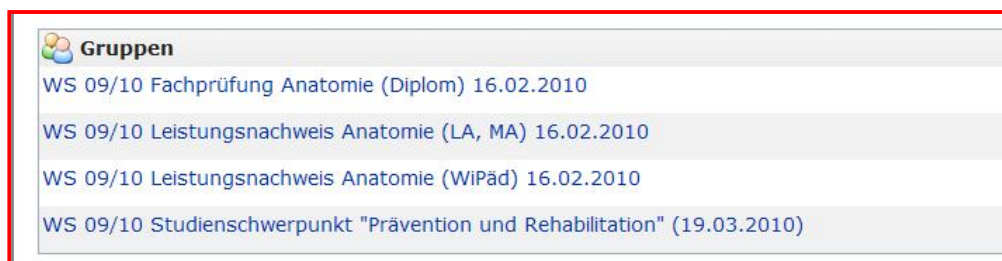 Gruppen
WS 09/10 Fachprüfung Anatomie (Diplom) 16.02.2010
WS 09/10 Leistungsnachweis Anatomie (LA, MA) 16.02.2010
WS 09/10 Leistungsnachweis Anatomie (WiPäd) 16.02.2010
WS 09/10 Studienschwerpunkt "Prävention und Rehabilitation" (19.03.2010)